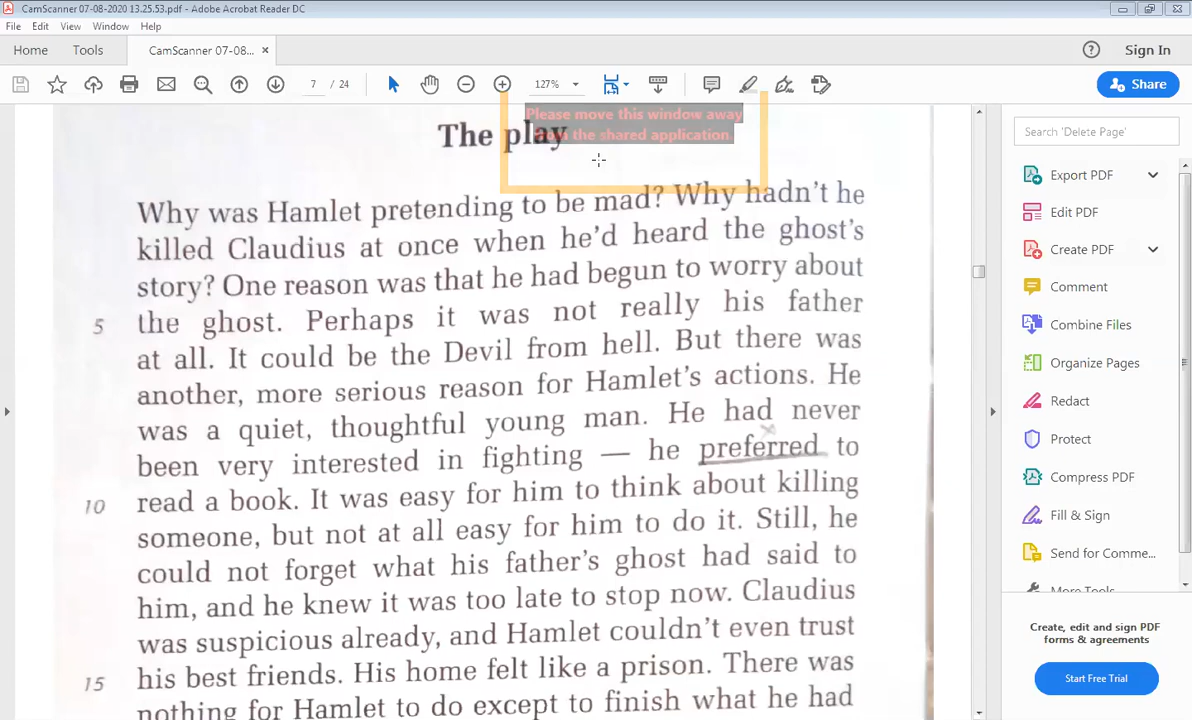 CamScanner 07-08-2020 13.25.53.pdf - Adobe Acrobat Reader DC
File Edit View Window Help
Home Tools CamScanner 07-08... × Sign In
7 / 24 127% Share
Please move this window away
the shared application.
The play
Why was Hamlet pretending to be mad? Why hadn't he
killed Claudius at once when he'd heard the ghost's
story? One reason was that he had begun to worry about
5 the ghost. Perhaps it was not really his father
at all. It could be the Devil from hell. But there was
another, more serious reason for Hamlet's actions. He
was a quiet, thoughtful young man. He had never
been very interested in fighting — he preferred to
10 read a book. It was easy for him to think about killing
someone, but not at all easy for him to do it. Still, he
could not forget what his father's ghost had said to
him, and he knew it was too late to stop now. Claudius
was suspicious already, and Hamlet couldn't even trust
15 his best friends. His home felt like a prison. There was
nothing for Hamlet to do except to finish what he had
Search 'Delete Page'
Export PDF
Edit PDF
Create PDF
Comment
Combine Files
Organize Pages
Redact
Protect
Compress PDF
Fill & Sign
Send for Comme...
More Tools
Create, edit and sign PDF
forms & agreements
Start Free Trial